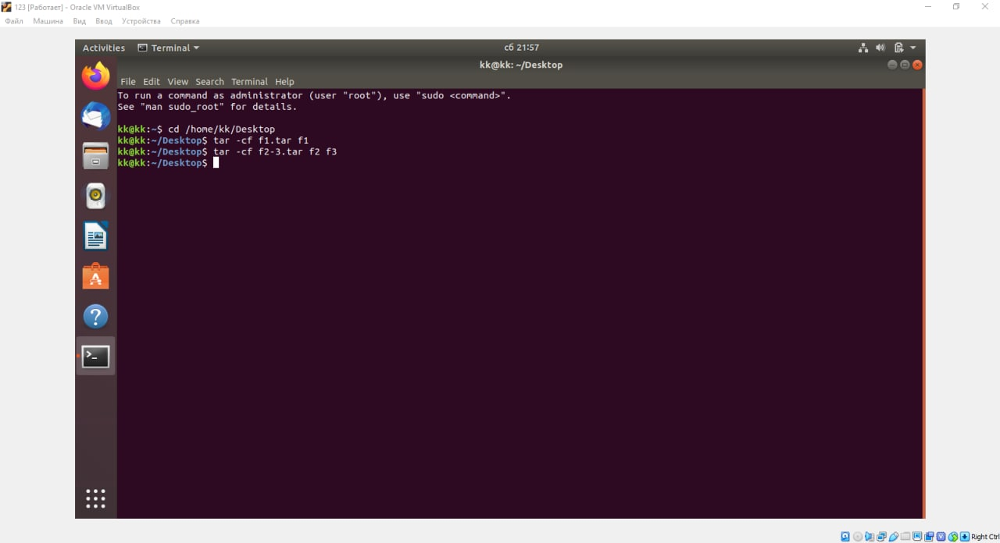 123 [Работает] - Oracle VM VirtualBox
Файл Машина Вид Ввод Устройства Справка
Activities Terminal сб 21:57
kk@kk: ~/Desktop
File Edit View Search Terminal Help
To run a command as administrator (user "root"), use "sudo <command>".
See "man sudo_root" for details.
kk@kk:~$ cd /home/kk/Desktop
kk@kk:~/Desktop$ tar -cf f1.tar f1
kk@kk:~/Desktop$ tar -cf f2-3.tar f2 f3
kk@kk:~/Desktop$
Right Ctrl